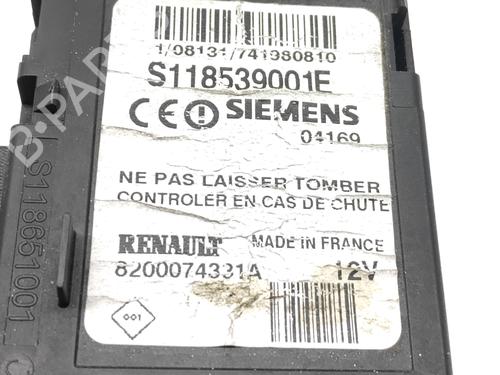 1/08131/741980810
S118539001E
CE SIEMENS
04169
NE PAS LAISSER TOMBER
CONTROLER EN CAS DE CHUTE
RENAULT MADE IN FRANCE
8200074331A 12V
001
S118651001
B-PARTS